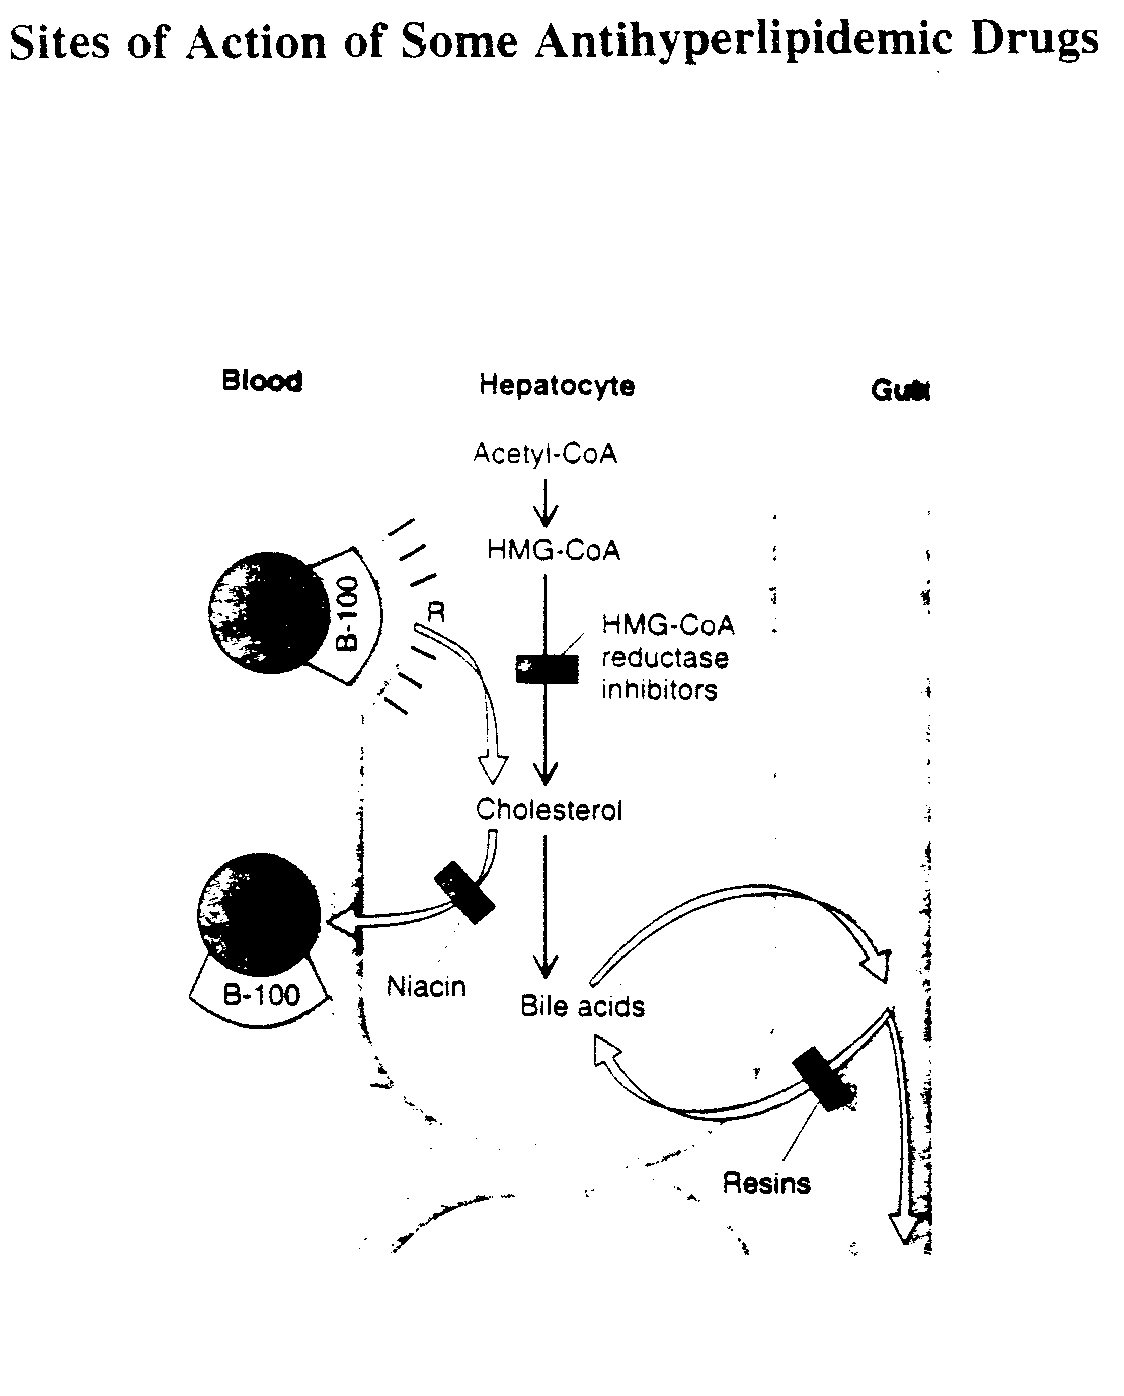 Sites of Action of Some Antihyperlipidemic Drugs
Blood
Hepatocyte
Gut
Acetyl-CoA
HMG-CoA
B-100
R
HMG-CoA
reductase
inhibitors
Cholesterol
B-100
Niacin
Bile acids
Resins